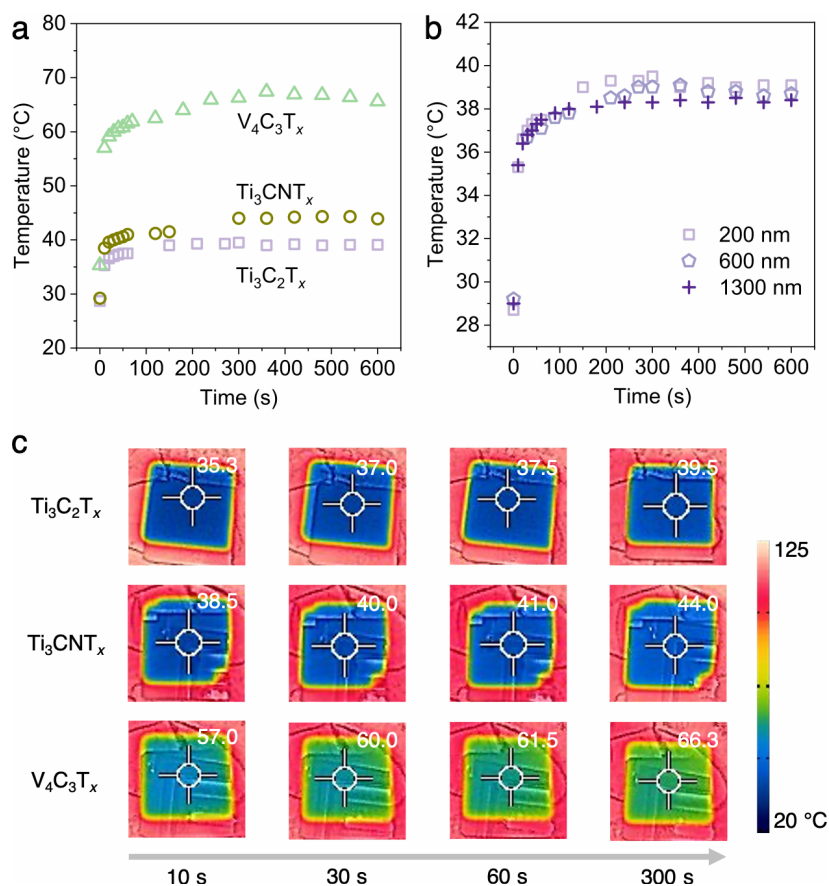 a
b
80
70
60
50
40
30
20
Temperature (°C)
V₄C₃Tₓ
Ti₃CNTₓ
Ti₃C₂Tₓ
0 100 200 300 400 500 600
Time (s)
42
40
38
36
34
32
30
28
Temperature (°C)
200 nm
600 nm
1300 nm
0 100 200 300 400 500 600
Time (s)
c
Ti₃C₂Tₓ
35.3 37.0 37.5 39.5
Ti₃CNTₓ
38.5 40.0 41.0 44.0
V₄C₃Tₓ
57.0 60.0 61.5 66.3
125
20 °C
10 s 30 s 60 s 300 s